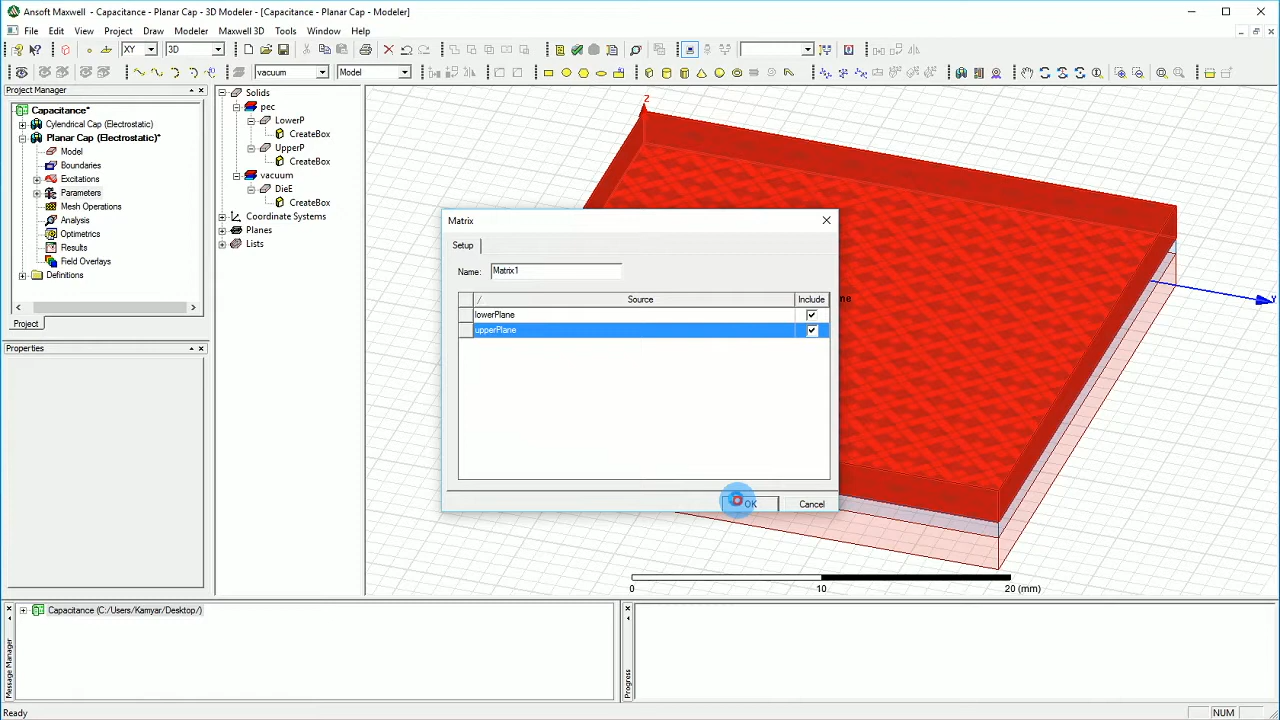 Ansoft Maxwell - Capacitance - Planar Cap - 3D Modeler - [Capacitance - Planar Cap - Modeler]
File Edit View Project Draw Modeler Maxwell 3D Tools Window Help
XY 3D
vacuum Model
Project Manager
Capacitance*
Cylendrical Cap (Electrostatic)
Planar Cap (Electrostatic)*
Model
Boundaries
Excitations
Parameters
Mesh Operations
Analysis
Optimetrics
Results
Field Overlays
Definitions
Project
Properties
Solids
pec
LowerP
CreateBox
UpperP
CreateBox
vacuum
DieE
CreateBox
Coordinate Systems
Planes
Lists
Z
Matrix
Setup
Name: Matrix1
/ Source Include
lowerPlane
upperPlane
OK Cancel
ne
Y
0 10 20 (mm)
Message Manager
Capacitance (C:/Users/Kamyar/Desktop/)
Progress
Ready NUM